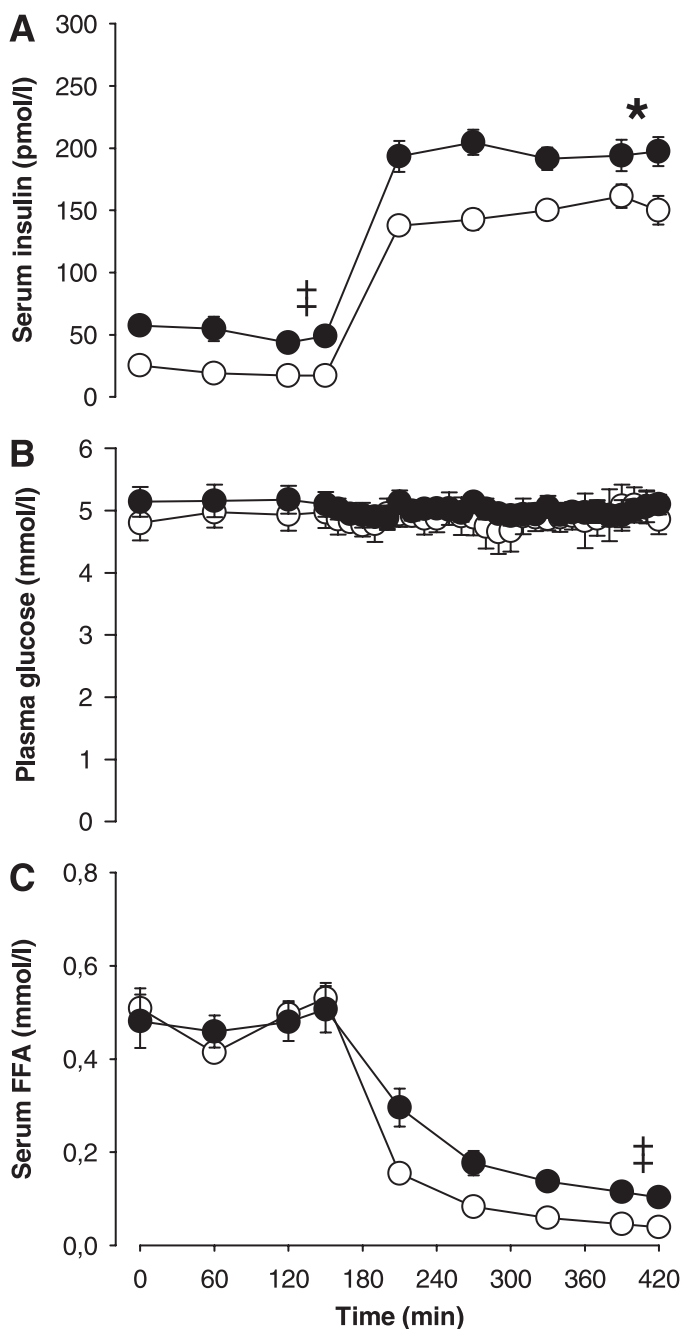 A
Serum insulin (pmol/l)
300
250
200
150
100
50
0
‡
*
B
Plasma glucose (mmol/l)
6
5
4
3
2
1
0
C
Serum FFA (mmol/l)
0,8
0,6
0,4
0,2
0,0
‡
0 60 120 180 240 300 360 420
Time (min)